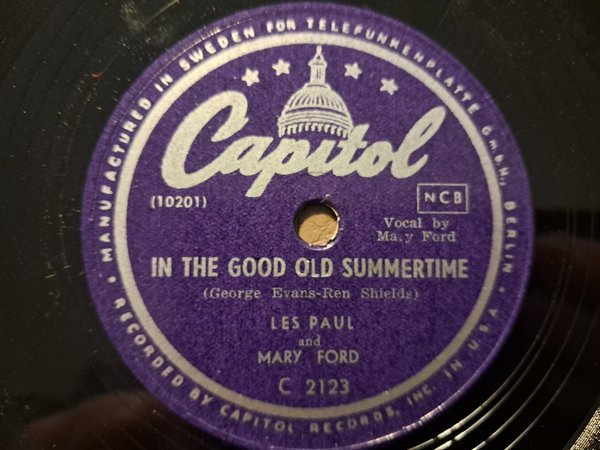 • MANUFACTURED IN SWEDEN FOR TELEFUNKENPLATTE GmbH., BERLIN •
Capitol
(10201)
NCB
Vocal by
Mary Ford
IN THE GOOD OLD SUMMERTIME
(George Evans-Ren Shields)
LES PAUL
and
MARY FORD
C 2123
RECORDED BY CAPITOL RECORDS, INC. IN U.S.A.